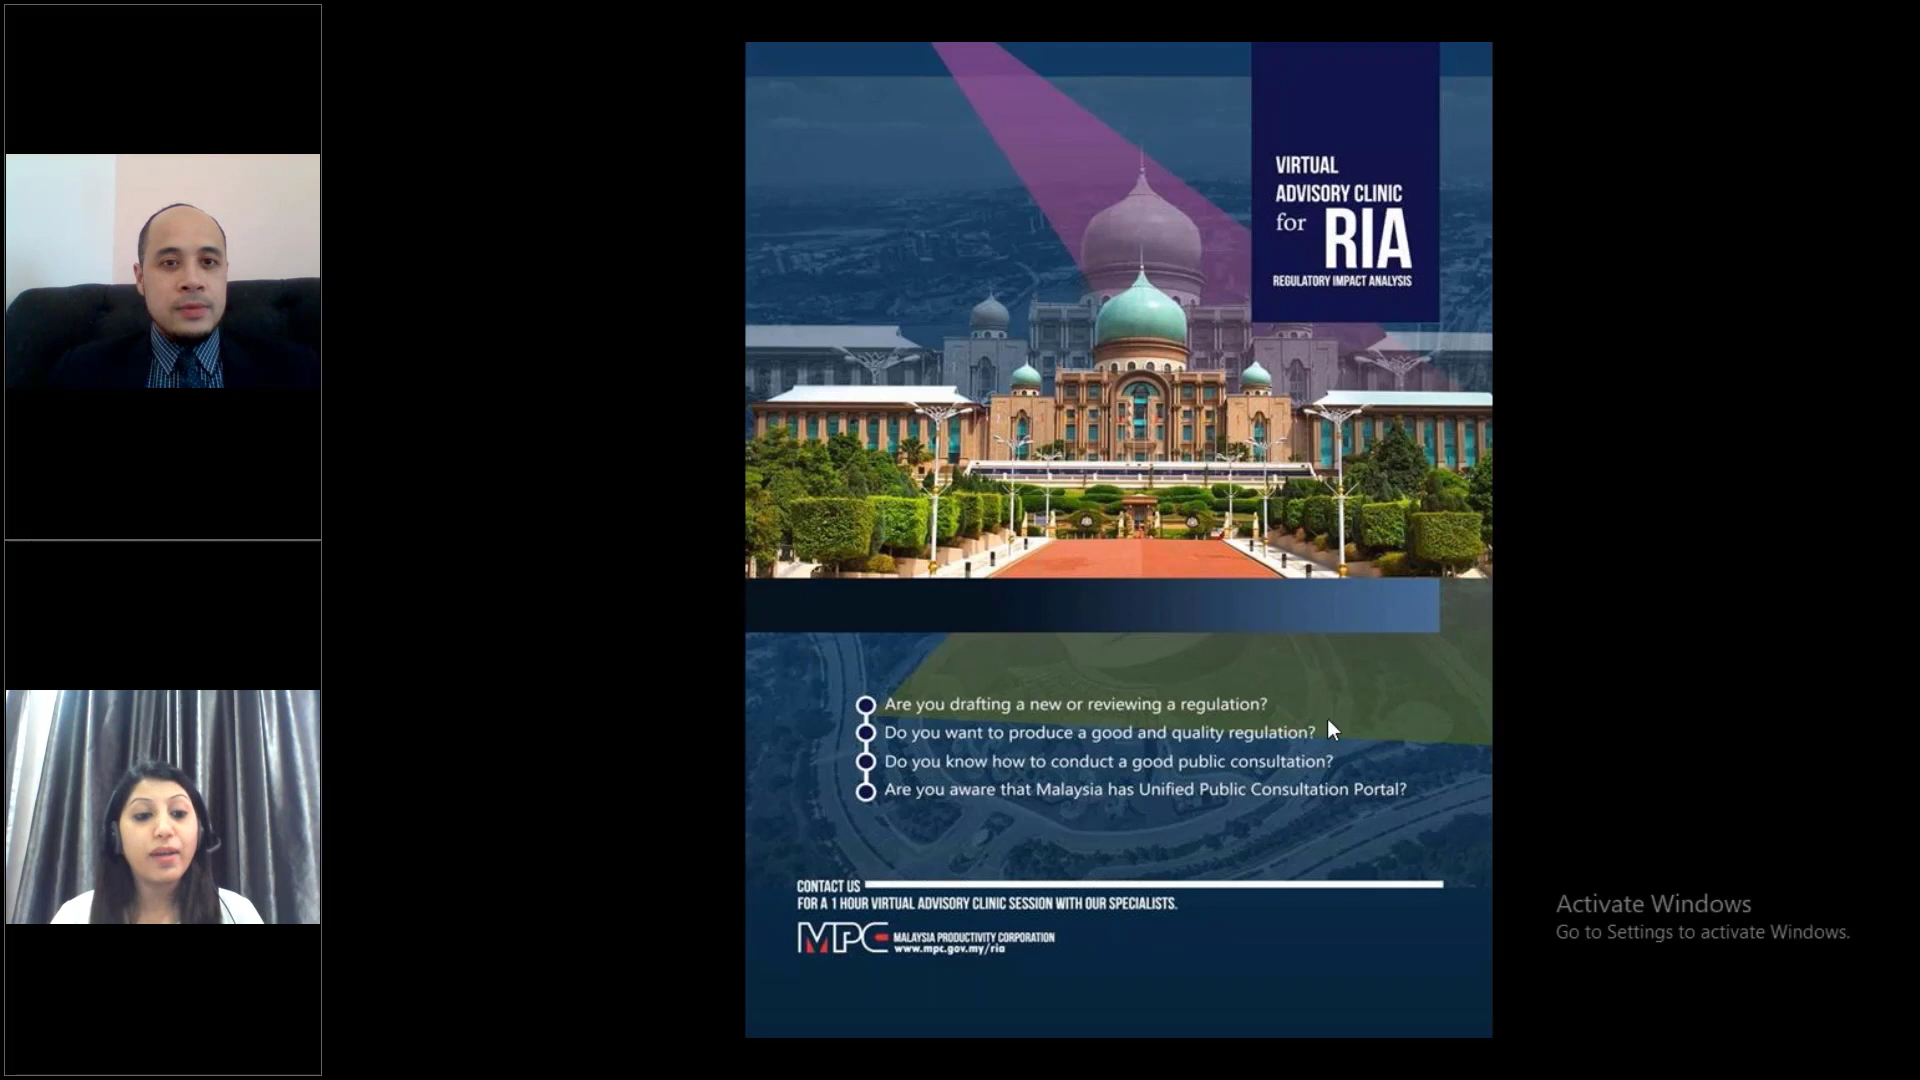 VIRTUAL
ADVISORY CLINIC
for RIA
REGULATORY IMPACT ANALYSIS
Are you drafting a new or reviewing a regulation?
Do you want to produce a good and quality regulation?
Do you know how to conduct a good public consultation?
Are you aware that Malaysia has Unified Public Consultation Portal?
CONTACT US
FOR A 1 HOUR VIRTUAL ADVISORY CLINIC SESSION WITH OUR SPECIALISTS.
MPC MALAYSIA PRODUCTIVITY CORPORATION
www.mpc.gov.my/ria
Activate Windows
Go to Settings to activate Windows.